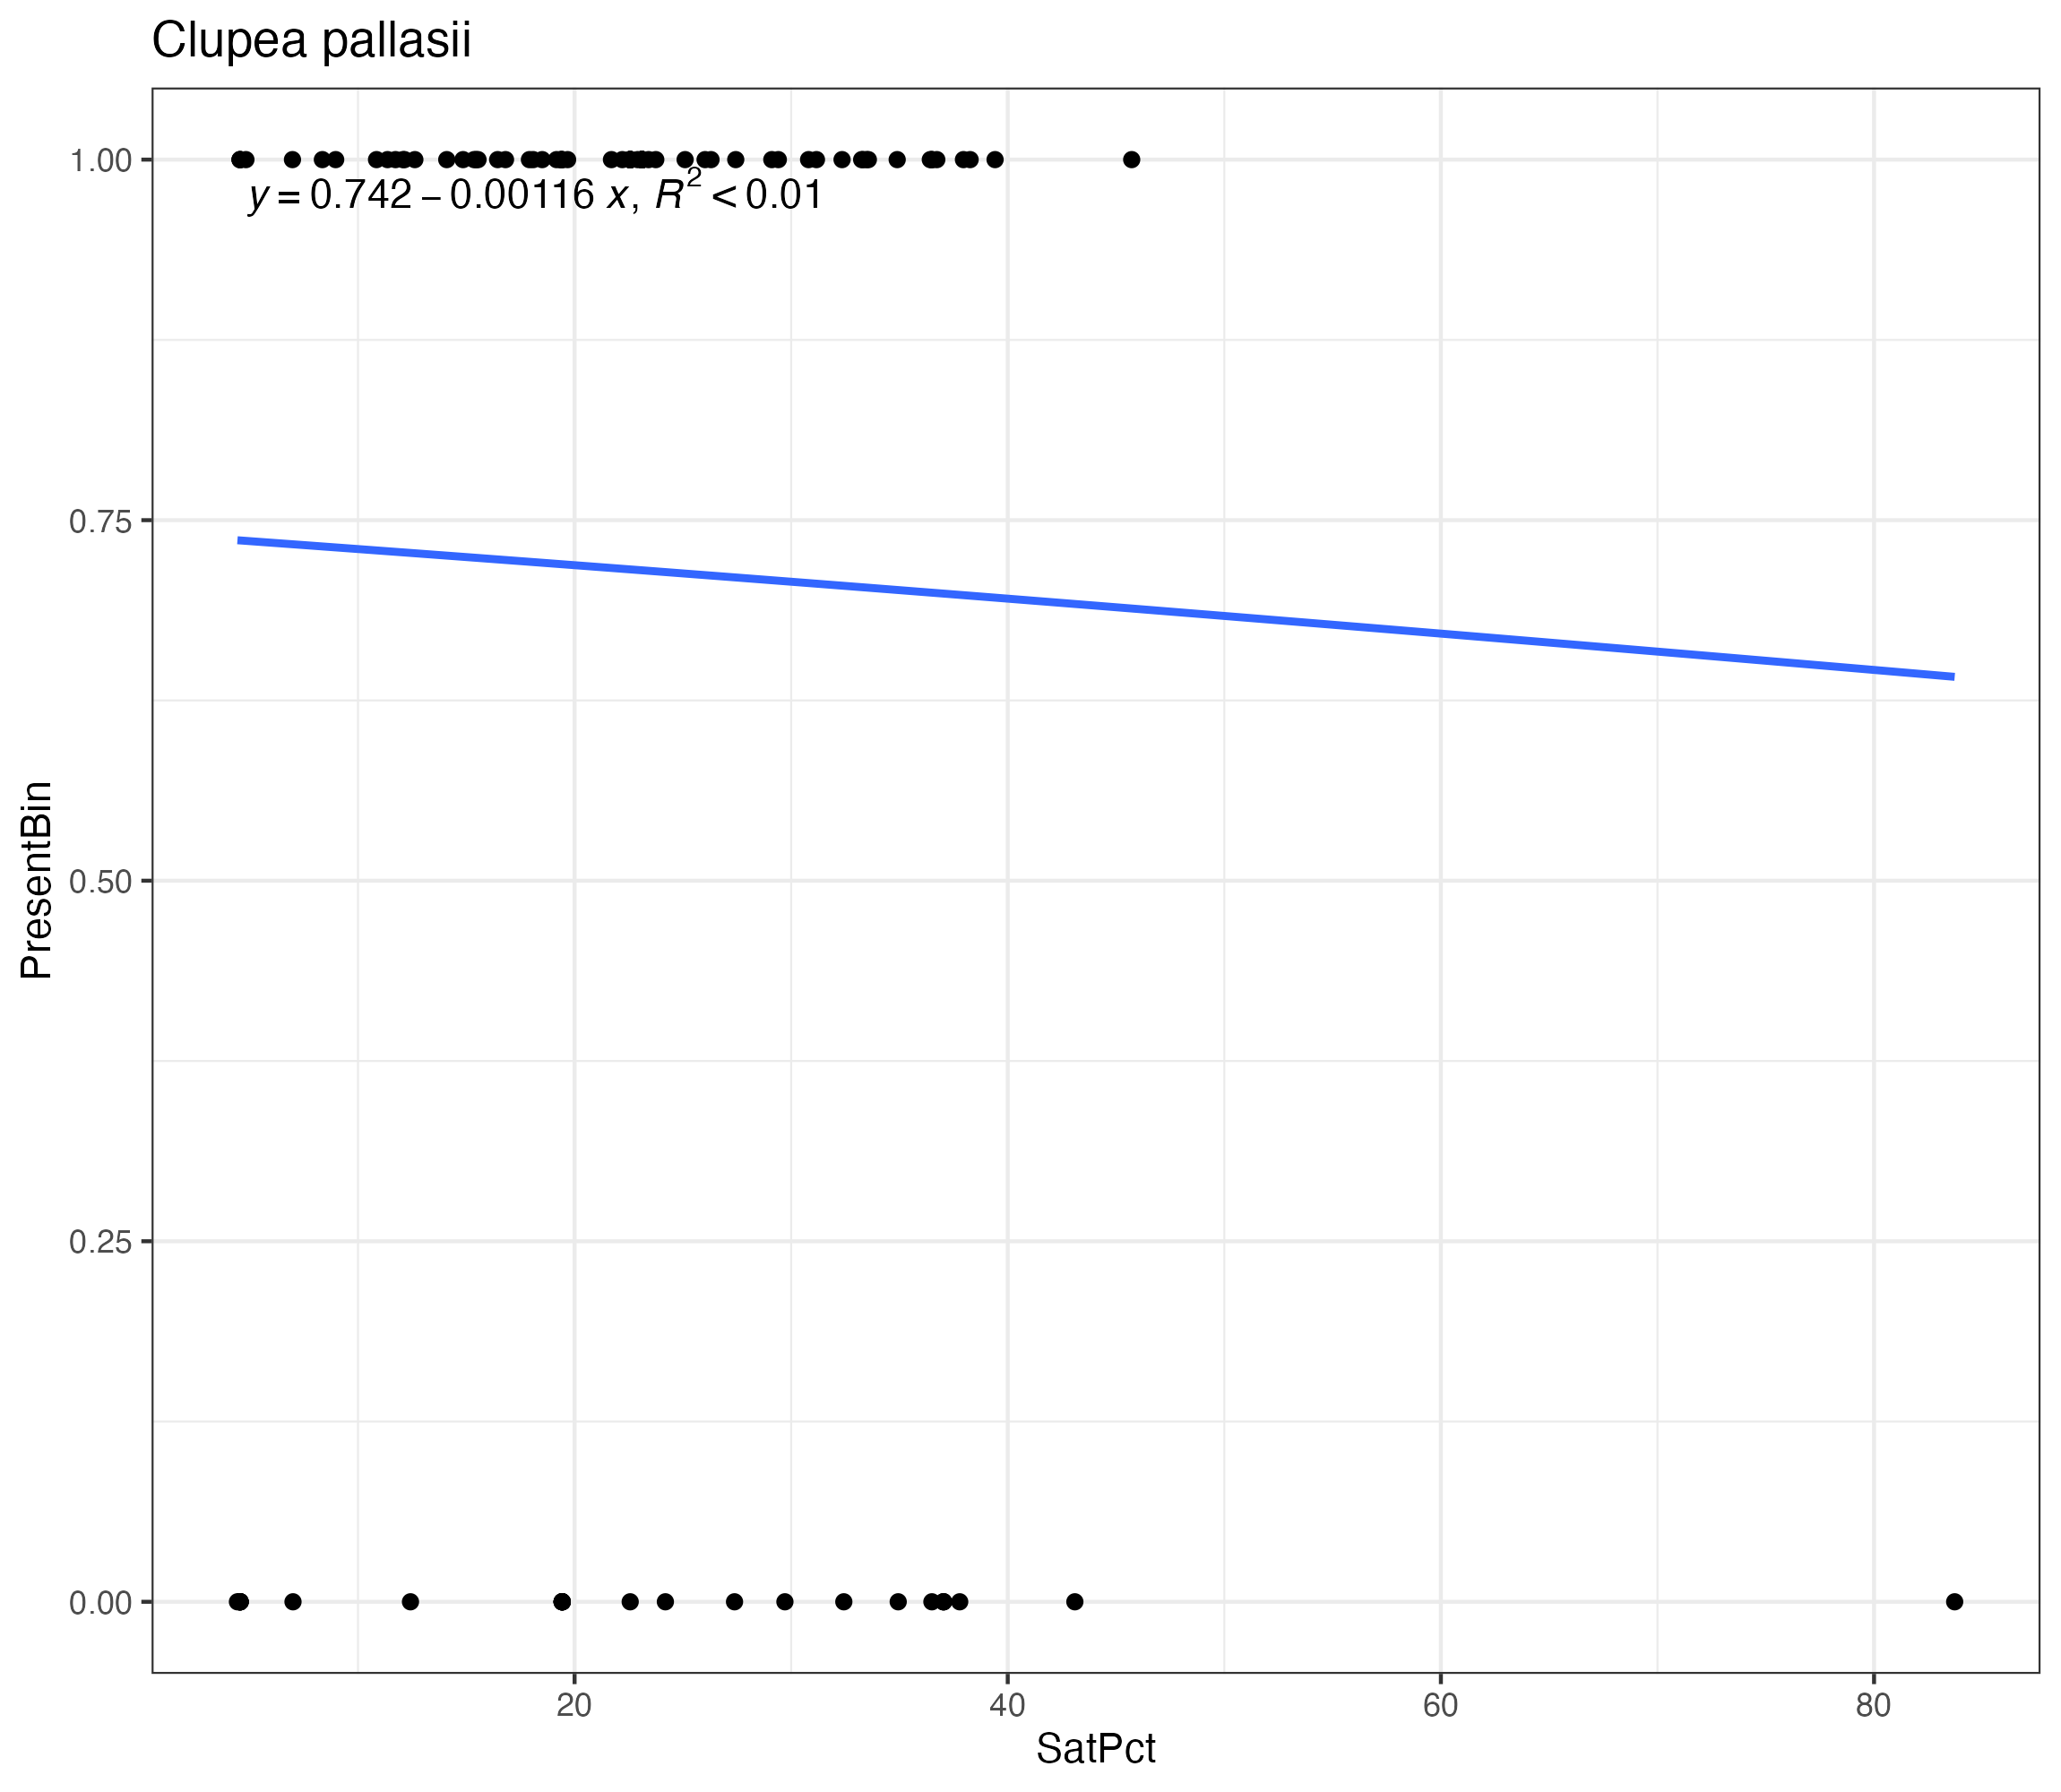 Clupea pallasii
1.00
y = 0.742 − 0.00116 x, R² < 0.01
0.75
PresentBin
0.50
0.25
0.00
20 40 60 80
SatPct